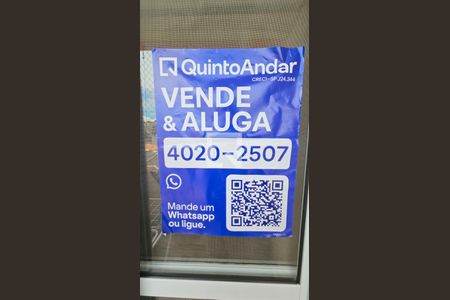 QuintoAndar
CRECI-SP J24.344
VENDE
& ALUGA
4020-2507
Mande um
Whatsapp
ou ligue.